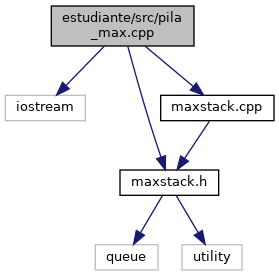 estudiante/src/pila
_max.cpp
iostream
maxstack.cpp
maxstack.h
queue
utility